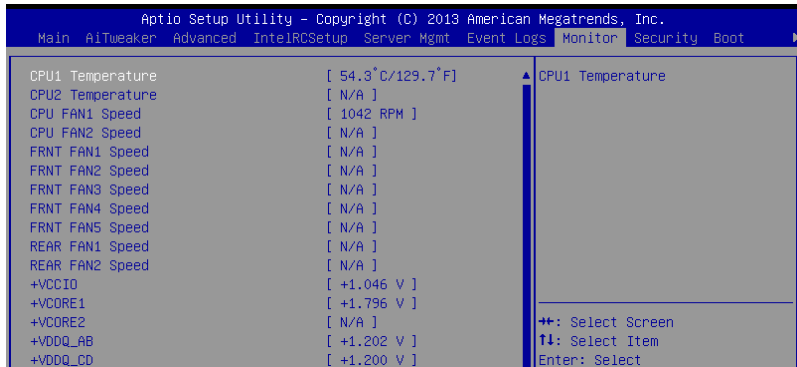 Aptio Setup Utility – Copyright (C) 2013 American Megatrends, Inc.
Main AiTweaker Advanced IntelRCSetup Server Mgmt Event Logs Monitor Security Boot
CPU1 Temperature [ 54.3°C/129.7°F]
CPU2 Temperature [ N/A ]
CPU FAN1 Speed [ 1042 RPM ]
CPU FAN2 Speed [ N/A ]
FRNT FAN1 Speed [ N/A ]
FRNT FAN2 Speed [ N/A ]
FRNT FAN3 Speed [ N/A ]
FRNT FAN4 Speed [ N/A ]
FRNT FAN5 Speed [ N/A ]
REAR FAN1 Speed [ N/A ]
REAR FAN2 Speed [ N/A ]
+VCCIO [ +1.046 V ]
+VCORE1 [ +1.796 V ]
+VCORE2 [ N/A ]
+VDDQ_AB [ +1.202 V ]
+VDDQ_CD [ +1.200 V ]
CPU1 Temperature
→←: Select Screen
↑↓: Select Item
Enter: Select